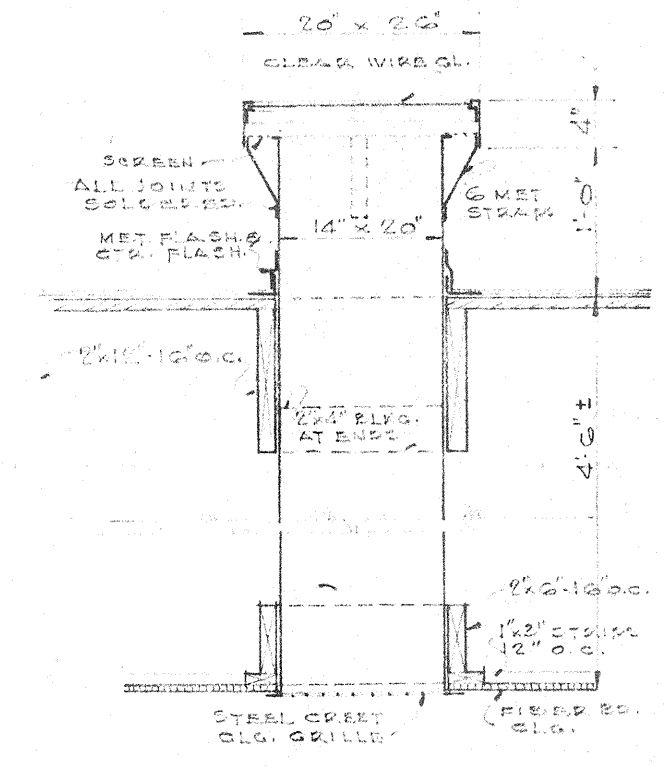 20" x 26"
CLEAR WIRE GL.
4"
SCREEN
ALL JOINTS
SOLDERED.
6 MET
STRAPS
1'-0"
14" x 20"
MET. FLASH. &
CTR. FLASH.
2"x12"-16"O.C.
2"x4" BLKG.
AT ENDS
4'-6" ±
2"x6"-16"O.C.
1"x2" STRIPS
12" O.C.
STEEL CREST
CLG. GRILLE
FIBER BD.
CLG.